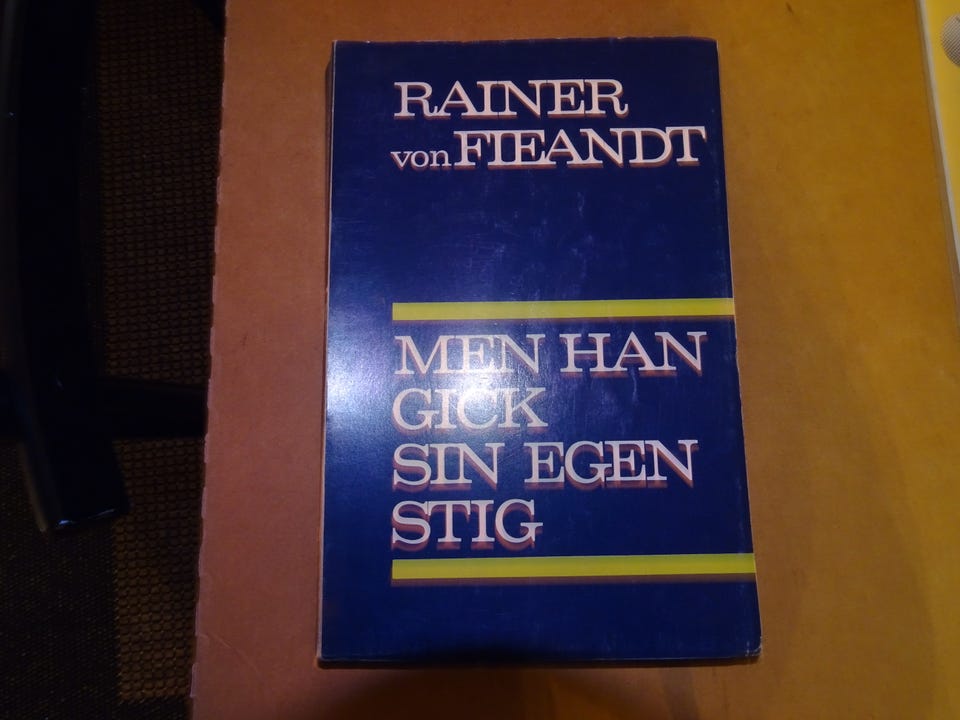 RAINER
von FIEANDT
MEN HAN
GICK
SIN EGEN
STIG